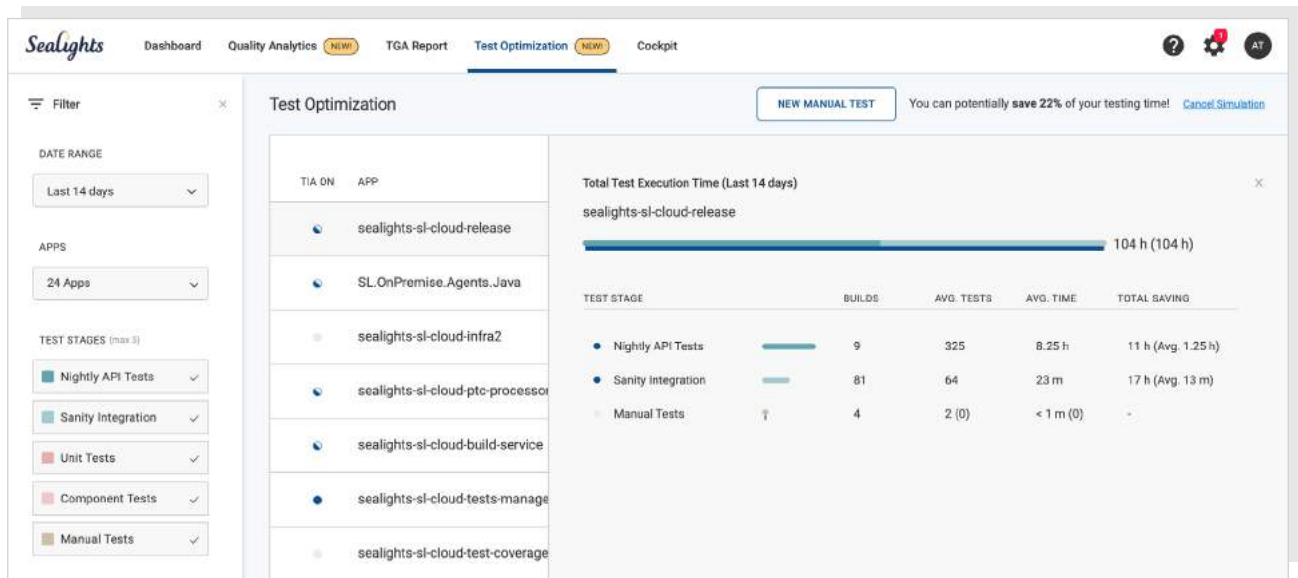 Sealights Dashboard Quality Analytics NEW! TGA Report Test Optimization NEW! Cockpit 1 AT
Filter
Test Optimization NEW MANUAL TEST You can potentially save 22% of your testing time! Cancel Simulation
DATE RANGE
Last 14 days
APPS
24 Apps
TEST STAGES (max 5)
Nightly API Tests
Sanity Integration
Unit Tests
Component Tests
Manual Tests
TIA ON APP
sealights-sl-cloud-release
SL.OnPremise.Agents.Java
sealights-sl-cloud-infra2
sealights-sl-cloud-ptc-processor
sealights-sl-cloud-build-service
sealights-sl-cloud-tests-manage
sealights-sl-cloud-test-coverage
Total Test Execution Time (Last 14 days)
sealights-sl-cloud-release
104 h (104 h)
TEST STAGE BUILDS AVG. TESTS AVG. TIME TOTAL SAVING
Nightly API Tests 9 325 8.25 h 11 h (Avg. 1.25 h)
Sanity Integration 81 64 23 m 17 h (Avg. 13 m)
Manual Tests 4 2 (0) < 1 m (0) -